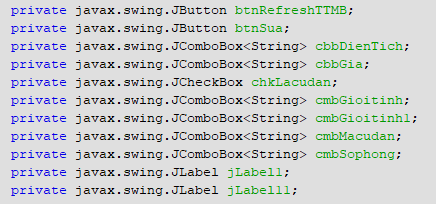 private javax.swing.JButton btnRefreshTTMB;
private javax.swing.JButton btnSua;
private javax.swing.JComboBox<String> cbbDienTich;
private javax.swing.JComboBox<String> cbbGia;
private javax.swing.JCheckBox chkLacudan;
private javax.swing.JComboBox<String> cmbGioitinh;
private javax.swing.JComboBox<String> cmbGioitinh1;
private javax.swing.JComboBox<String> cmbMacudan;
private javax.swing.JComboBox<String> cmbSophong;
private javax.swing.JLabel jLabel1;
private javax.swing.JLabel jLabel11;